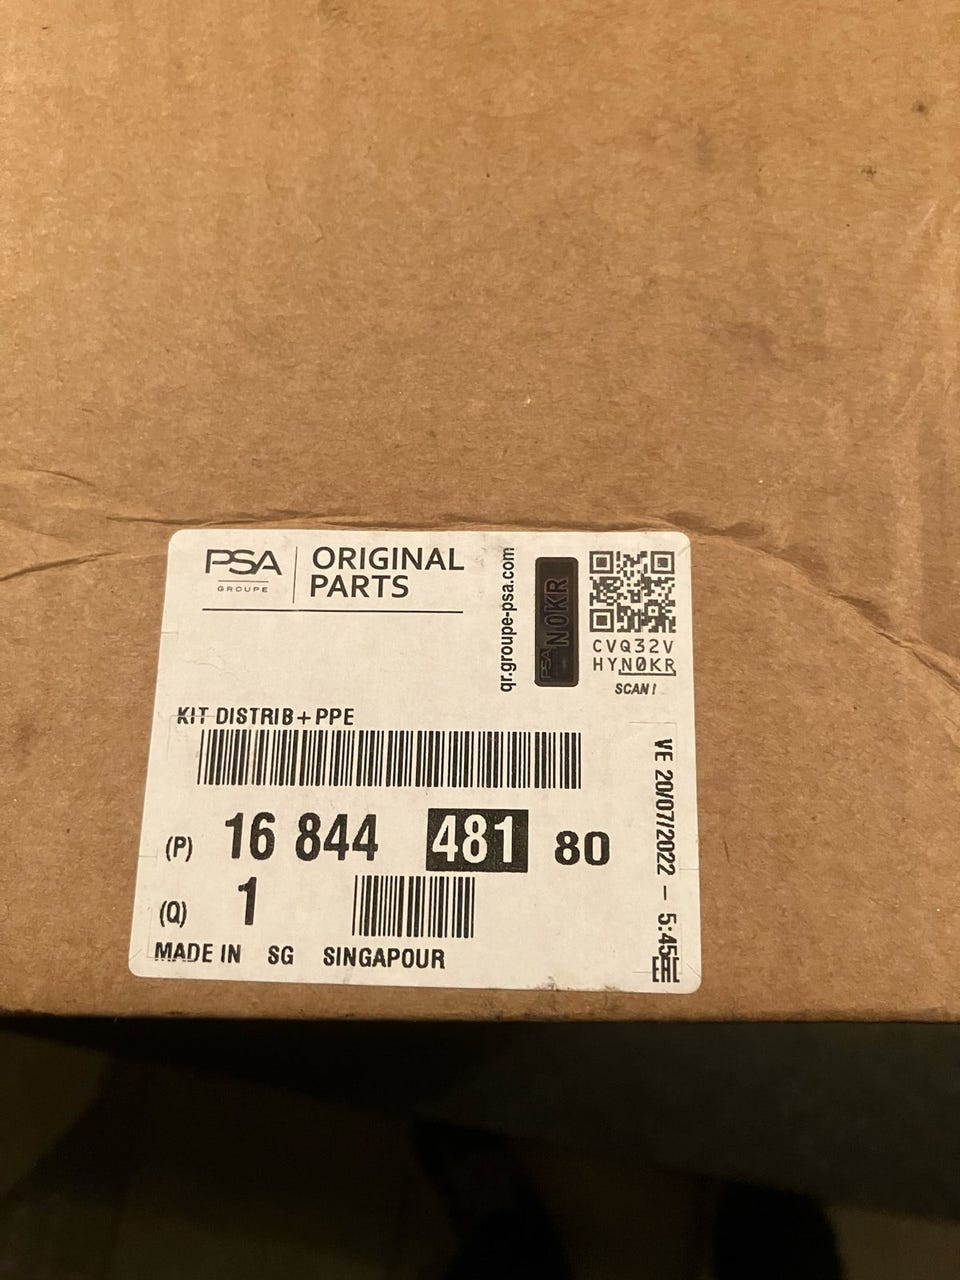 PSA
GROUPE
ORIGINAL
PARTS
qr.groupe-psa.com
PSA N0KR
CVQ32V
HYN0KR
SCAN!
KIT DISTRIB+PPE
(P) 16 844 481 80
(Q) 1
MADE IN SG SINGAPOUR
VE 20/07/2022 - 5:45
EAC